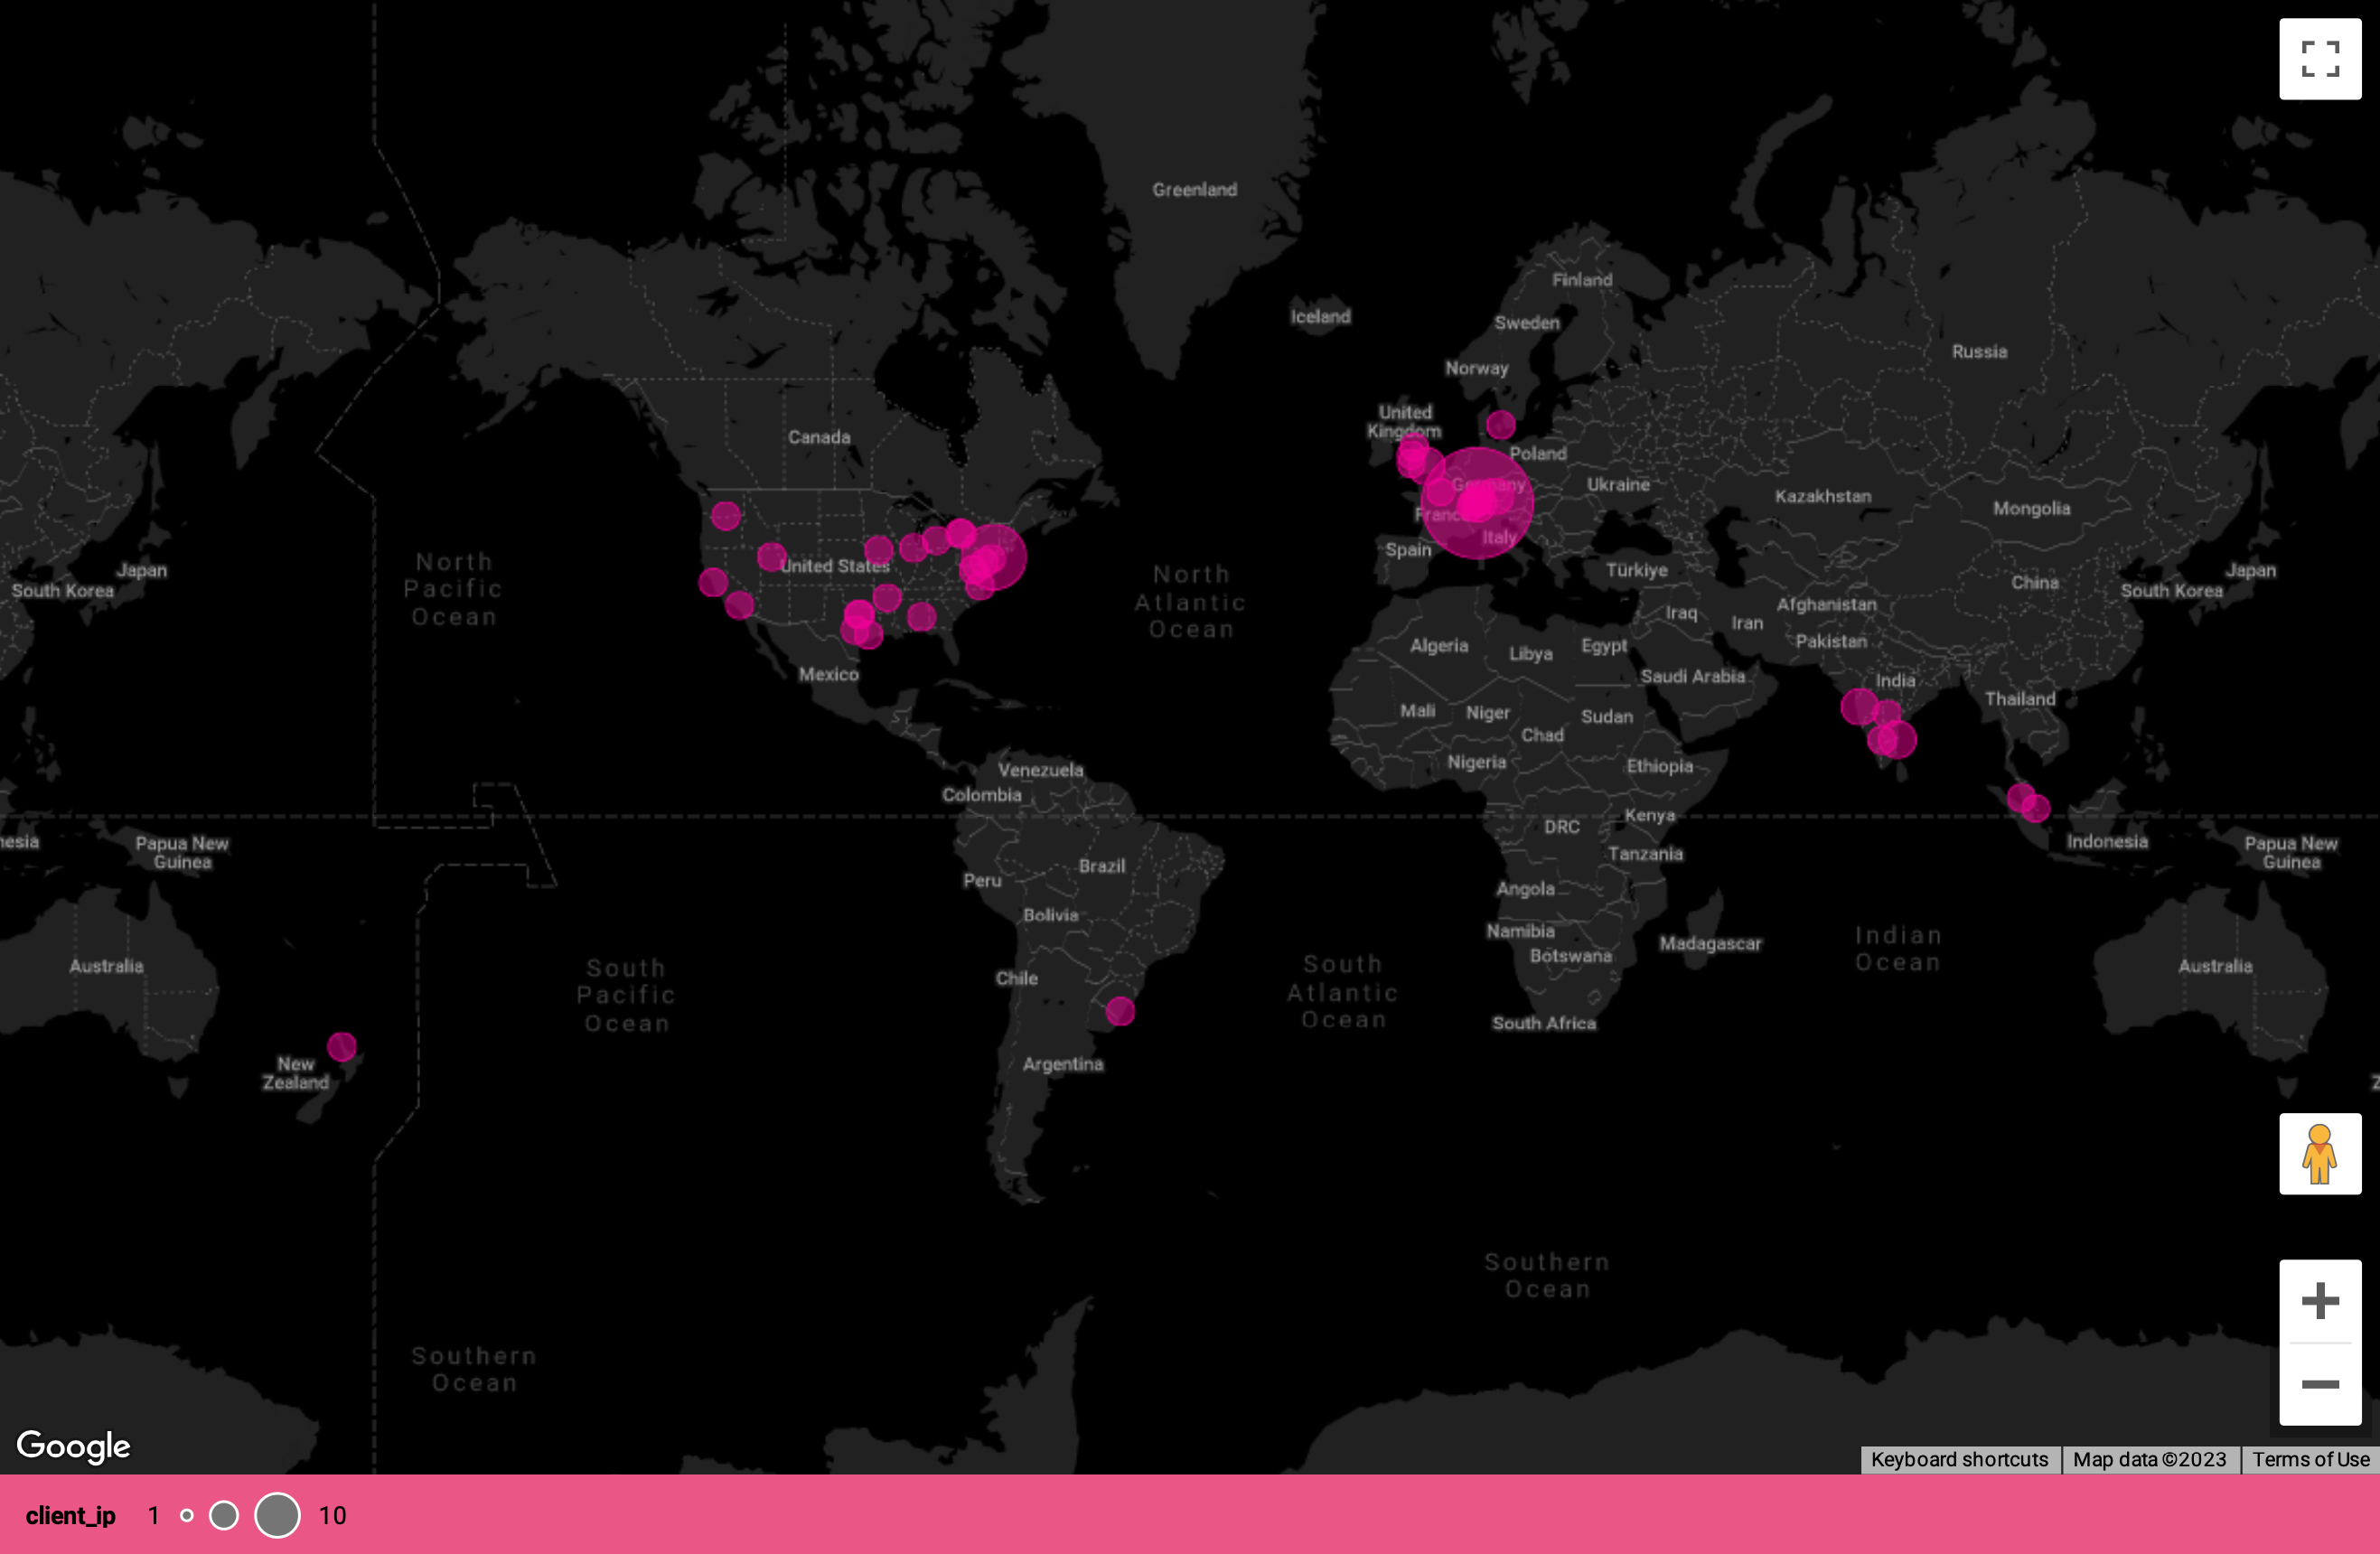 Greenland
Iceland
Finland
Sweden
Norway
Russia
United
Kingdom
Canada
Poland
Germany
Ukraine
Kazakhstan
Mongolia
France
Italy
Spain
United States
North
Pacific
Ocean
North
Atlantic
Ocean
Japan
South Korea
Türkiye
China
Japan
South Korea
Iraq
Iran
Afghanistan
Pakistan
Algeria
Libya
Egypt
Saudi Arabia
India
Thailand
Mexico
Mali
Niger
Sudan
Chad
Nigeria
Ethiopia
Venezuela
Colombia
DRC
Kenya
Tanzania
nesia
Papua New
Guinea
Indonesia
Papua New
Guinea
Brazil
Peru
Bolivia
Angola
Namibia
Botswana
Madagascar
Indian
Ocean
Australia
South
Pacific
Ocean
Chile
South
Atlantic
Ocean
Australia
South Africa
New
Zealand
Argentina
Z
Southern
Ocean
Southern
Ocean
Google
Keyboard shortcuts
Map data ©2023
Terms of Use
client_ip 1 10